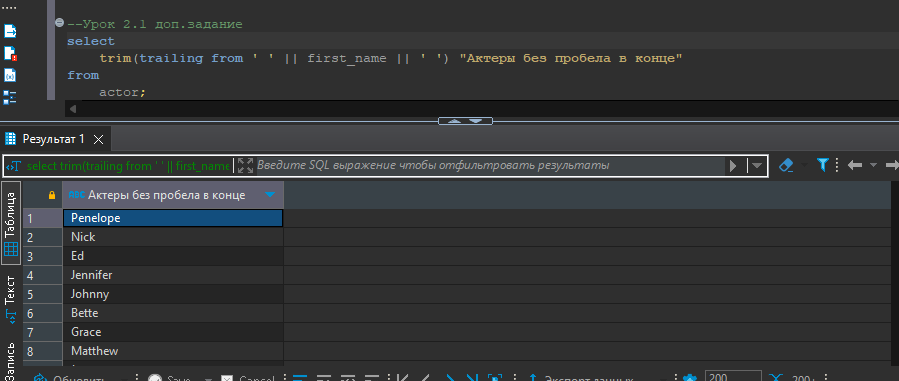 --Урок 2.1 доп.задание
select
trim(trailing from ' ' || first_name || ' ') "Актеры без пробела в конце"
from
actor;
Результат 1
select trim(trailing from ' ' || first_name
Введите SQL выражение чтобы отфильтровать результаты
Таблица
Текст
Запись
ABC Актеры без пробела в конце
1 Penelope
2 Nick
3 Ed
4 Jennifer
5 Johnny
6 Bette
7 Grace
8 Matthew
Обновить Save Cancel Экспорт данных 200 200+